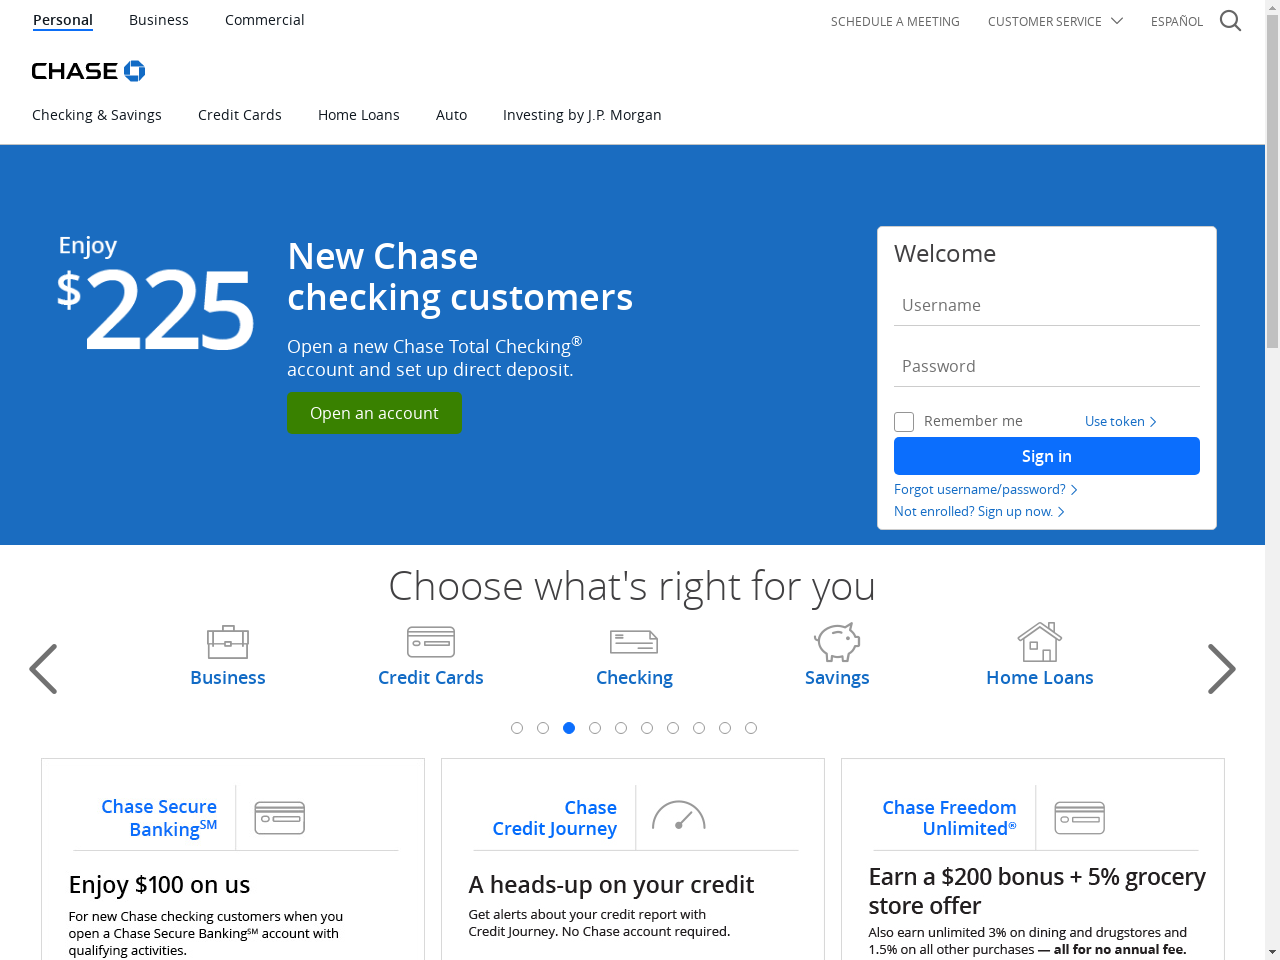 Personal
Business
Commercial
SCHEDULE A MEETING
CUSTOMER SERVICE
ESPAÑOL
CHASE
Checking & Savings
Credit Cards
Home Loans
Auto
Investing by J.P. Morgan
Enjoy
$225
New Chase
checking customers
Open a new Chase Total Checking®
account and set up direct deposit.
Open an account
Welcome
Username
Password
Remember me
Use token
Sign in
Forgot username/password?
Not enrolled? Sign up now.
Choose what's right for you
Business
Credit Cards
Checking
Savings
Home Loans
Chase Secure
Banking℠
Enjoy $100 on us
For new Chase checking customers when you
open a Chase Secure Banking℠ account with
qualifying activities.
Chase
Credit Journey
A heads-up on your credit
Get alerts about your credit report with
Credit Journey. No Chase account required.
Chase Freedom
Unlimited®
Earn a $200 bonus + 5% grocery
store offer
Also earn unlimited 3% on dining and drugstores and
1.5% on all other purchases — all for no annual fee.